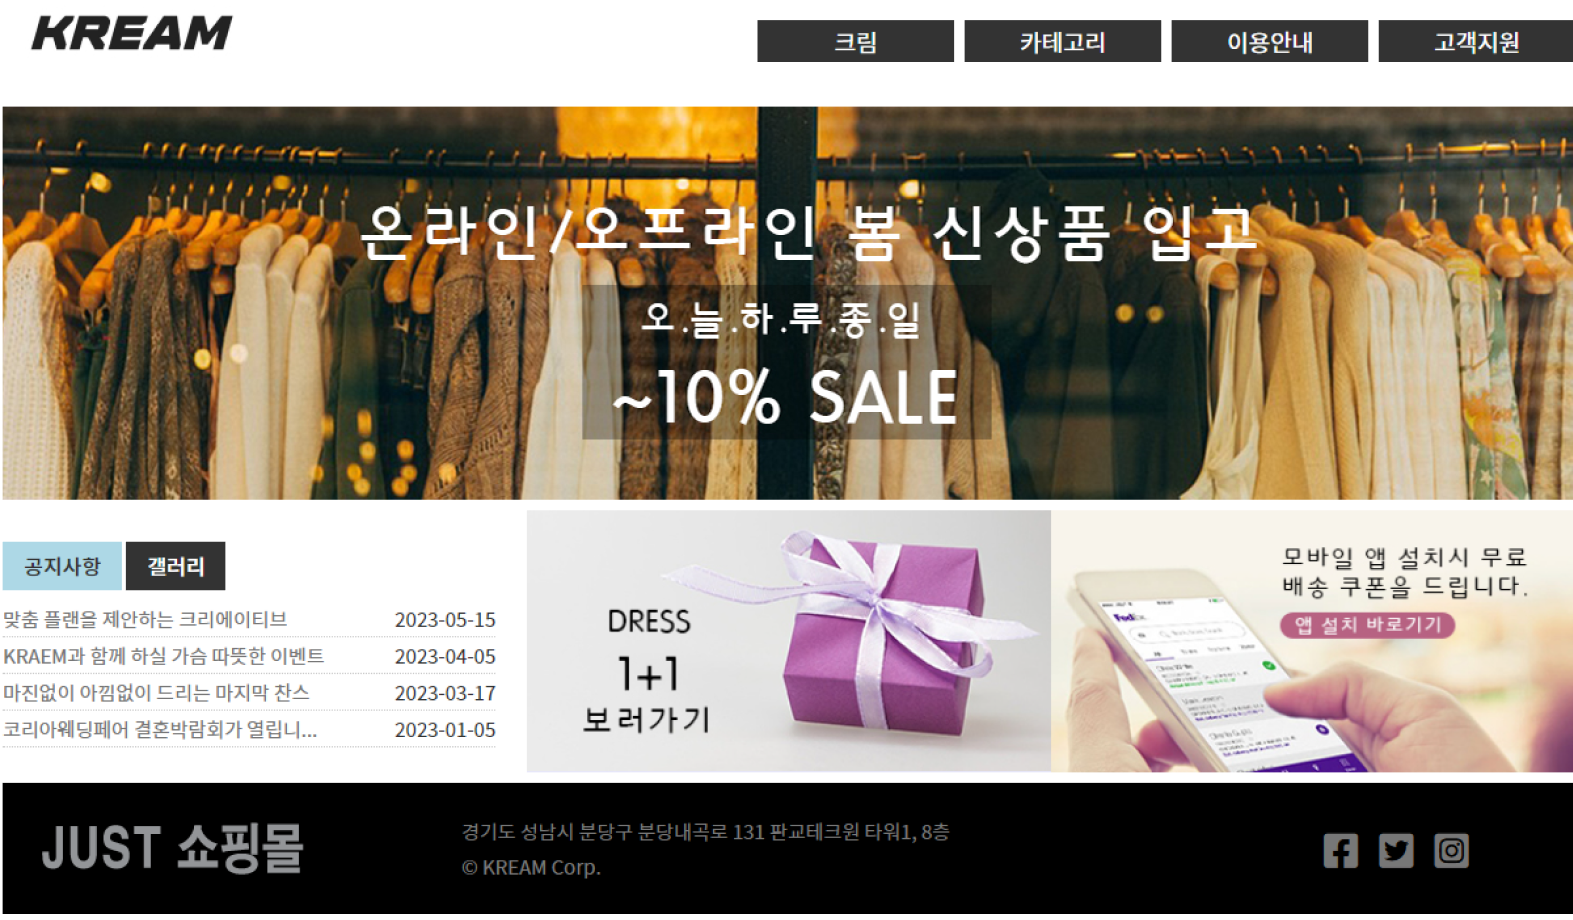 KREAM
크림 카테고리 이용안내 고객지원
온라인/오프라인 봄 신상품 입고
오.늘.하.루.종.일
~10% SALE
공지사항 갤러리
맞춤 플랜을 제안하는 크리에이티브 2023-05-15
KRAEM과 함께 하실 가슴 따뜻한 이벤트 2023-04-05
마진없이 아낌없이 드리는 마지막 찬스 2023-03-17
코리아웨딩페어 결혼박람회가 열립니... 2023-01-05
DRESS
1+1
보러가기
모바일 앱 설치시 무료
배송 쿠폰을 드립니다.
앱 설치 바로기기
FedEx
JUST 쇼핑몰
경기도 성남시 분당구 분당내곡로 131 판교테크원 타워1, 8층
© KREAM Corp.